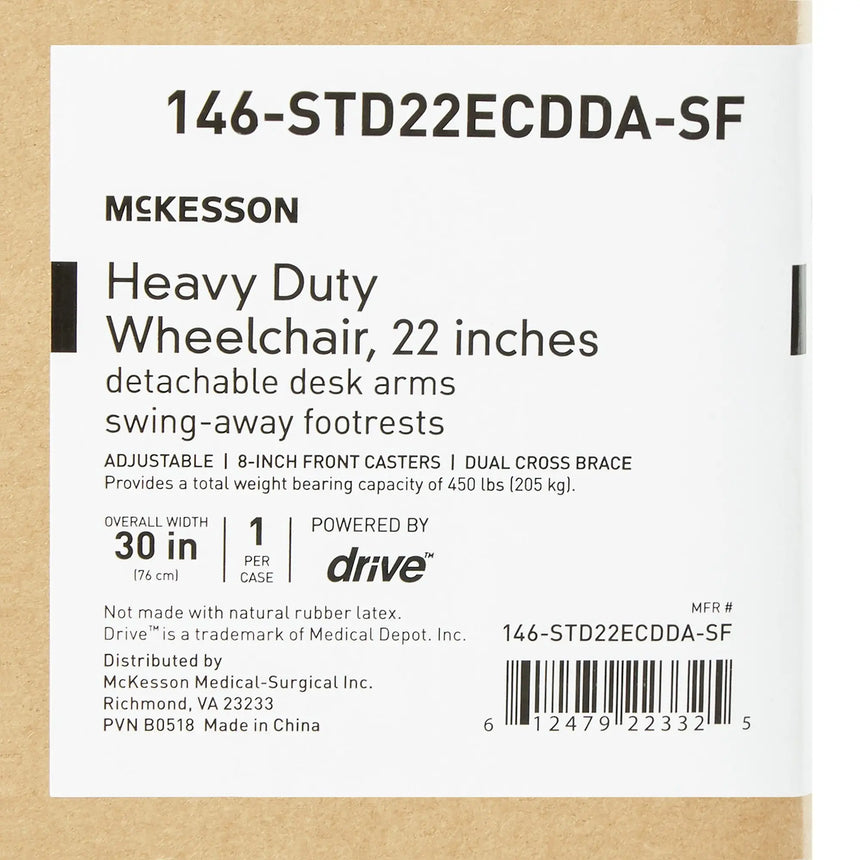 146-STD22ECDDA-SF
McKESSON
Heavy Duty
Wheelchair, 22 inches
detachable desk arms
swing-away footrests
ADJUSTABLE | 8-INCH FRONT CASTERS | DUAL CROSS BRACE
Provides a total weight bearing capacity of 450 lbs (205 kg).
OVERALL WIDTH
30 in
(76 cm)
1
PER
CASE
POWERED BY
drive™
Not made with natural rubber latex.
Drive™ is a trademark of Medical Depot. Inc.
Distributed by
McKesson Medical-Surgical Inc.
Richmond, VA 23233
PVN B0518 Made in China
MFR #
146-STD22ECDDA-SF
6 12479 22332 5